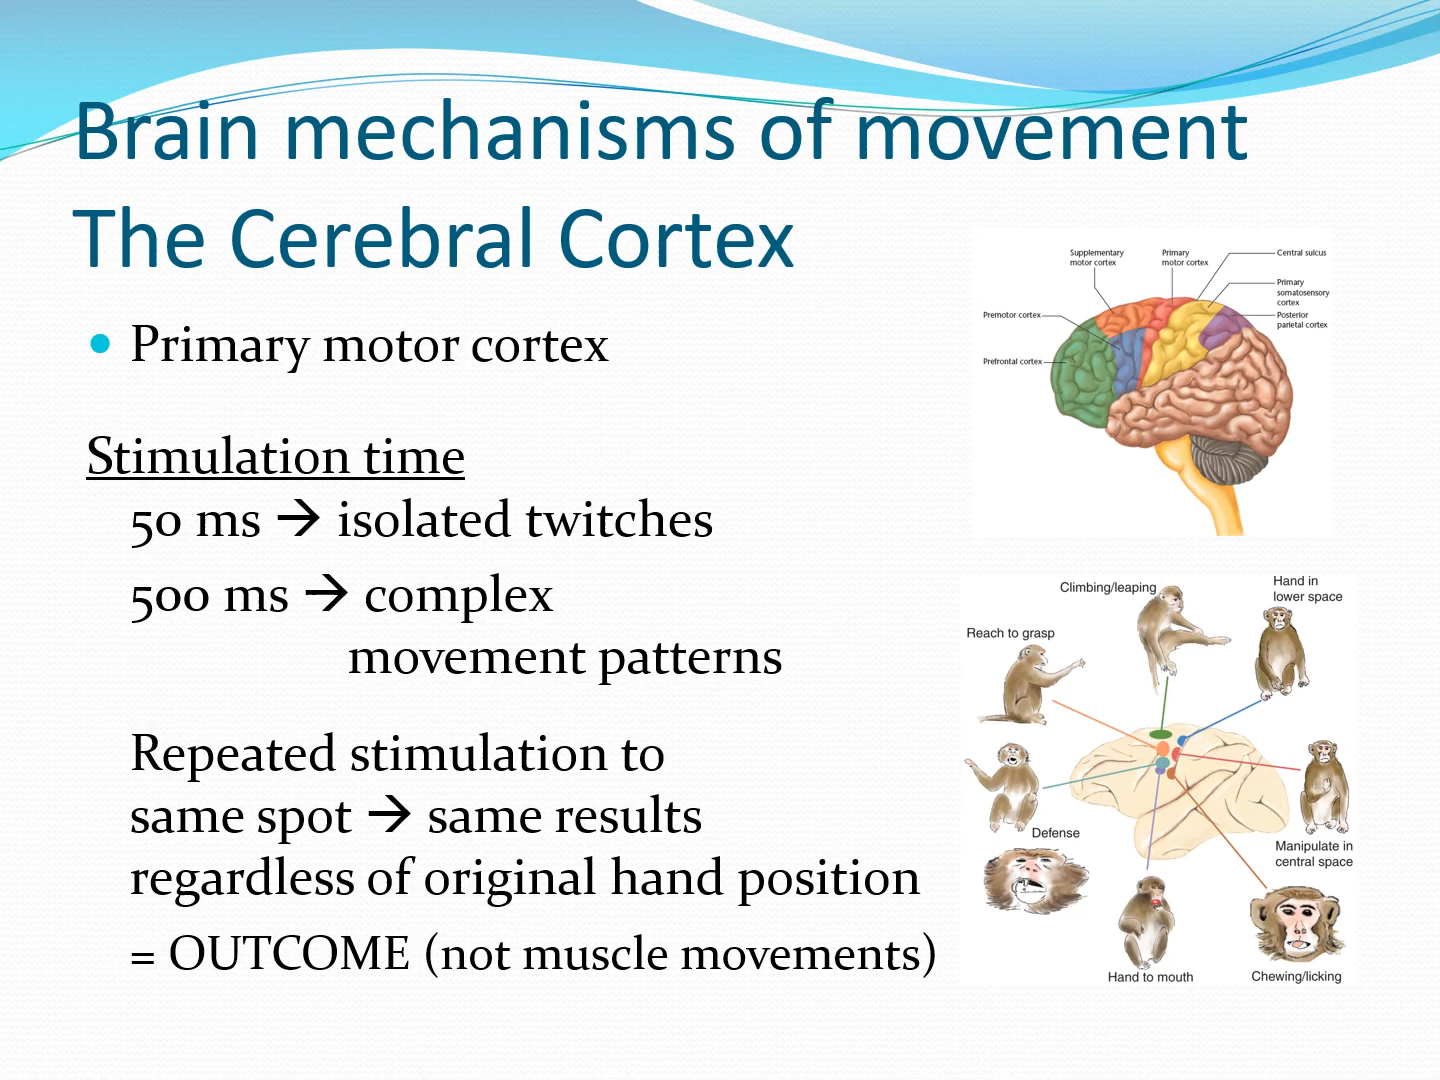 Brain mechanisms of movement
The Cerebral Cortex
• Primary motor cortex
Stimulation time
50 ms → isolated twitches
500 ms → complex
movement patterns
Repeated stimulation to
same spot → same results
regardless of original hand position
= OUTCOME (not muscle movements)
Supplementary
motor cortex
Primary
motor cortex
Central sulcus
Primary
somatosensory
cortex
Posterior
parietal cortex
Premotor cortex
Prefrontal cortex
Climbing/leaping
Hand in
lower space
Reach to grasp
Defense
Manipulate in
central space
Hand to mouth
Chewing/licking